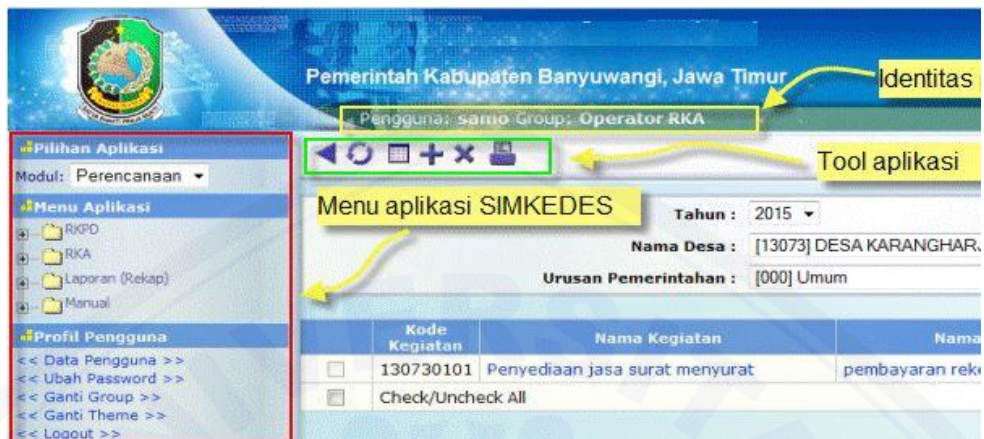 Pemerintah Kabupaten Banyuwangi, Jawa Timur
Identitas
Pengguna: samo Group: Operator RKA
Pilihan Aplikasi
Modul: Perencanaan
Tool aplikasi
Menu Aplikasi
Menu aplikasi SIMKEDES
Tahun : 2015
RKPD
Nama Desa : [13073] DESA KARANGHARJ
RKA
Urusan Pemerintahan : [000] Umum
Laporan (Rekap)
Manual
Profil Pengguna
Kode Kegiatan
Nama Kegiatan
Nama
<< Data Pengguna >>
130730101 Penyediaan jasa surat menyurat pembayaran reke
<< Ubah Password >>
<< Ganti Group >>
Check/Uncheck All
<< Ganti Theme >>
<< Logout >>